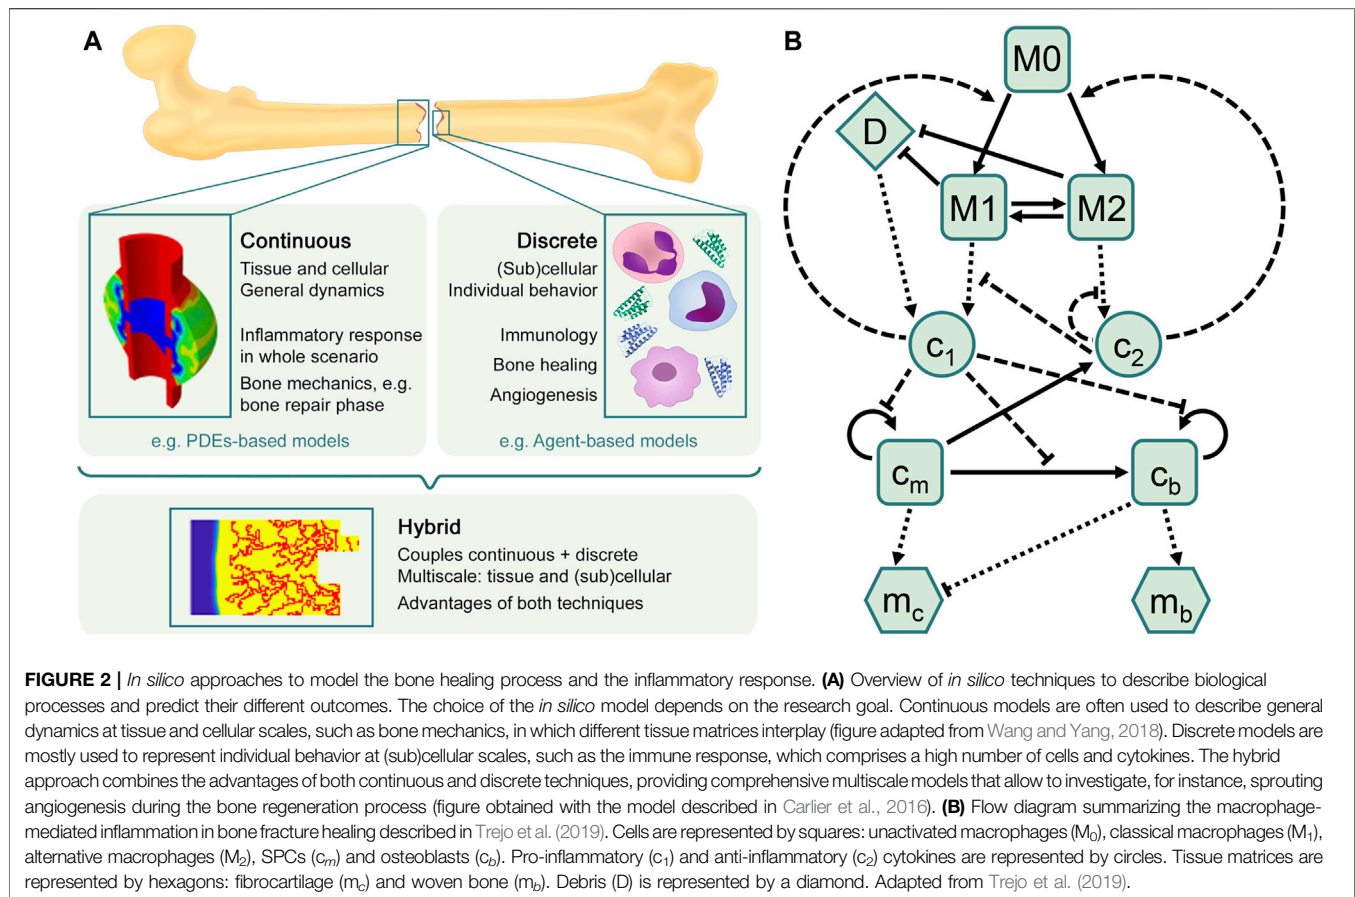 A
Continuous
Tissue and cellular
General dynamics
Inflammatory response
in whole scenario
Bone mechanics, e.g.
bone repair phase
e.g. PDEs-based models
Discrete
(Sub)cellular
Individual behavior
Immunology
Bone healing
Angiogenesis
e.g. Agent-based models
Hybrid
Couples continuous + discrete
Multiscale: tissue and (sub)cellular
Advantages of both techniques
B
M0
D
M1 M2
c1 c2
cm cb
mc mb
FIGURE 2 | In silico approaches to model the bone healing process and the inflammatory response. (A) Overview of in silico techniques to describe biological
processes and predict their different outcomes. The choice of the in silico model depends on the research goal. Continuous models are often used to describe general
dynamics at tissue and cellular scales, such as bone mechanics, in which different tissue matrices interplay (figure adapted from Wang and Yang, 2018). Discrete models are
mostly used to represent individual behavior at (sub)cellular scales, such as the immune response, which comprises a high number of cells and cytokines. The hybrid
approach combines the advantages of both continuous and discrete techniques, providing comprehensive multiscale models that allow to investigate, for instance, sprouting
angiogenesis during the bone regeneration process (figure obtained with the model described in Carlier et al., 2016). (B) Flow diagram summarizing the macrophage-
mediated inflammation in bone fracture healing described in Trejo et al. (2019). Cells are represented by squares: unactivated macrophages (M0), classical macrophages (M1),
alternative macrophages (M2), SPCs (cm) and osteoblasts (cb). Pro-inflammatory (c1) and anti-inflammatory (c2) cytokines are represented by circles. Tissue matrices are
represented by hexagons: fibrocartilage (mc) and woven bone (mb). Debris (D) is represented by a diamond. Adapted from Trejo et al. (2019).